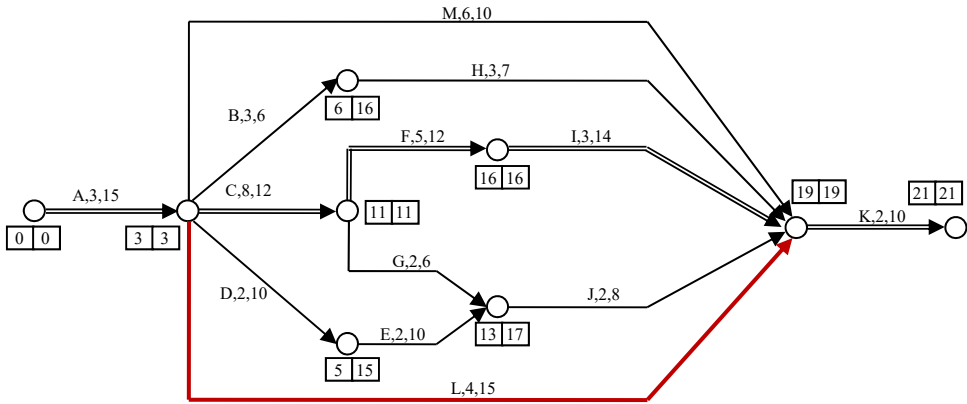 M,6,10
H,3,7
6 16
B,3,6
F,5,12
I,3,14
16 16
A,3,15
C,8,12
19 19
21 21
0 0
3 3
11 11
K,2,10
G,2,6
D,2,10
J,2,8
E,2,10
13 17
5 15
L,4,15